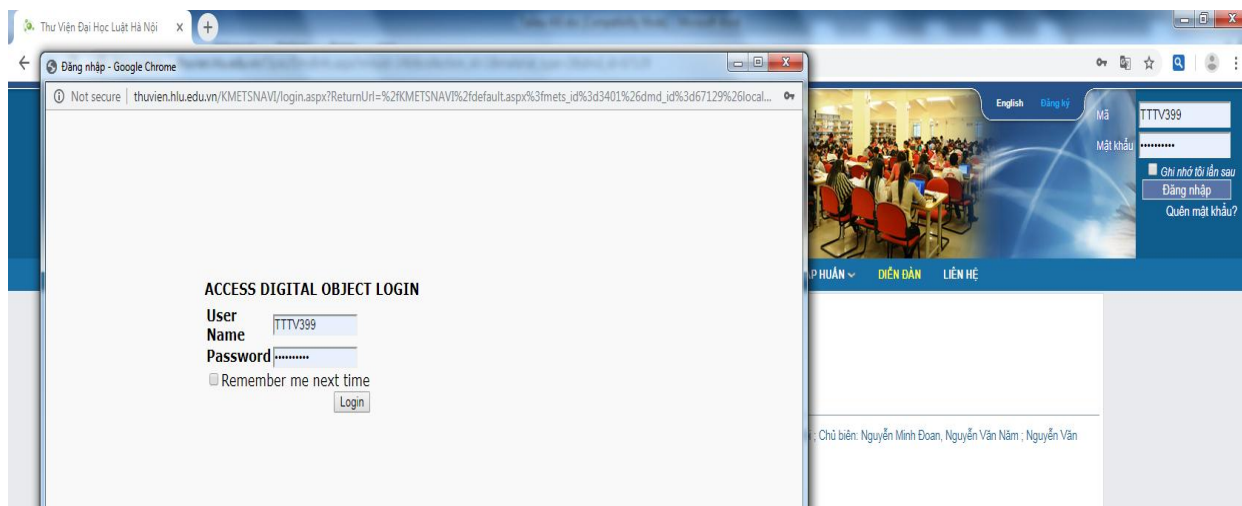 Thư Viện Đại Học Luật Hà Nội
Đăng nhập - Google Chrome
Not secure | thuvien.hlu.edu.vn/KMETSNAVI/login.aspx?ReturnUrl=%2fKMETSNAVI%2fdefault.aspx%3fmets_id%3d3401%26dmd_id%3d67129%26local...
English Đăng ký
Mã TTTV399
Mật khẩu ••••••••••
Ghi nhớ tôi lần sau
Đăng nhập
Quên mật khẩu?
HUẤN DIỄN ĐÀN LIÊN HỆ
ACCESS DIGITAL OBJECT LOGIN
User
Name TTTV399
Password ••••••••••
Remember me next time
Login
; Chủ biên: Nguyễn Minh Đoan, Nguyễn Văn Năm ; Nguyễn Văn